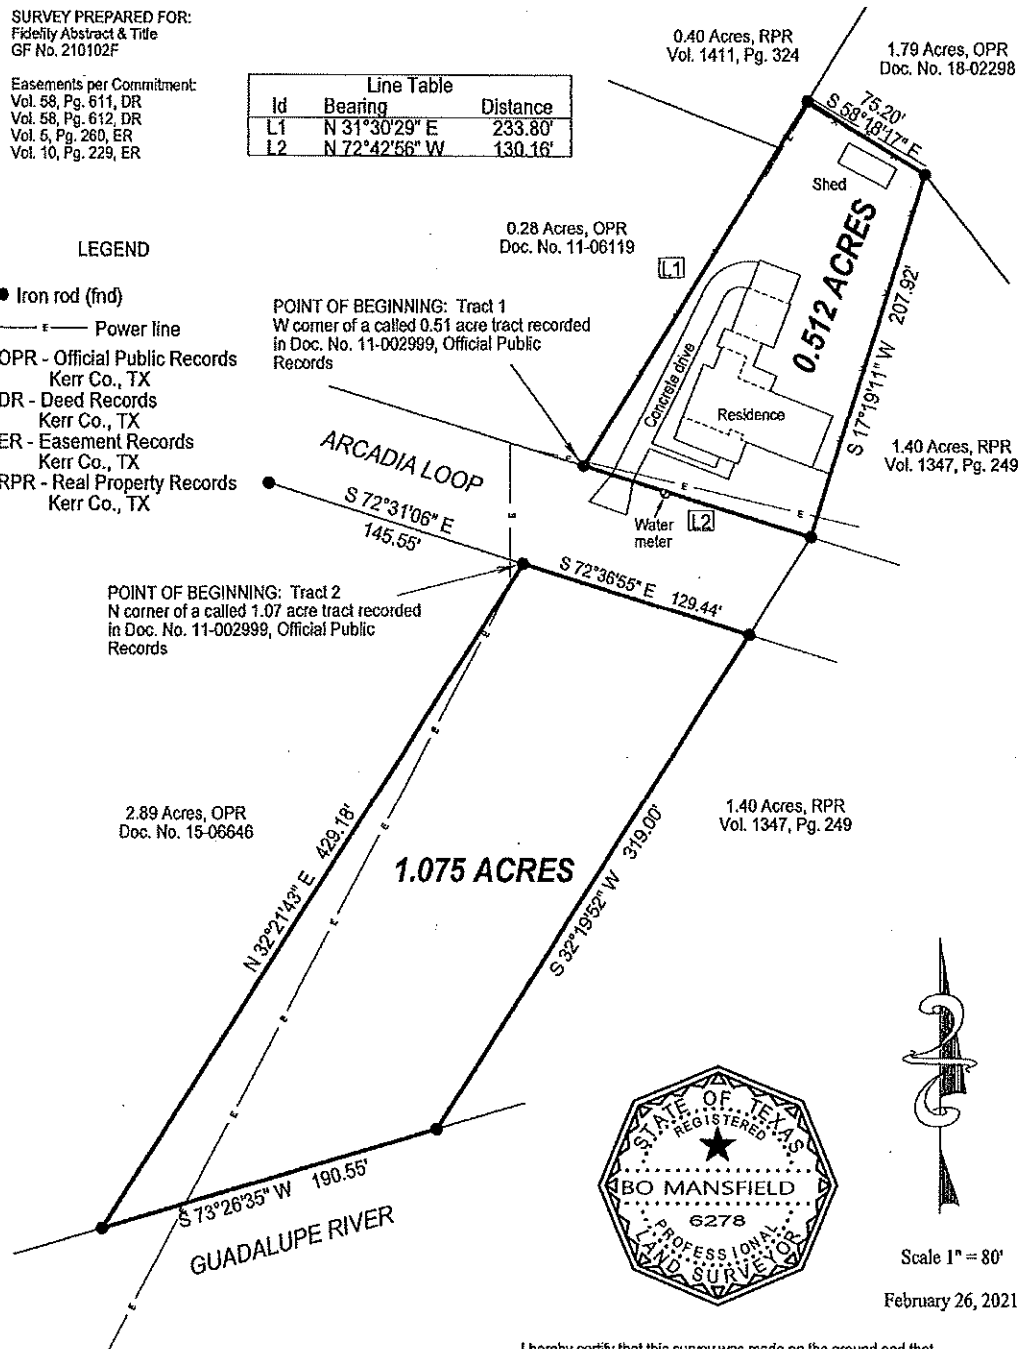 SURVEY PREPARED FOR:
Fidelity Abstract & Title
GF No. 210102F
Easements per Commitment:
Vol. 58, Pg. 611, DR
Vol. 58, Pg. 612, DR
Vol. 5, Pg. 260, ER
Vol. 10, Pg. 229, ER
Line Table
Id Bearing Distance
L1 N 31°30'29" E 233.80'
L2 N 72°42'56" W 130.16'
0.40 Acres, RPR
Vol. 1411, Pg. 324
1.79 Acres, OPR
Doc. No. 18-02298
75.20'
S 58°18'17" E
Shed
0.512 ACRES
S 17°19'11" W 207.92'
0.28 Acres, OPR
Doc. No. 11-06119
L1
LEGEND
Iron rod (fnd)
E Power line
OPR - Official Public Records
Kerr Co., TX
DR - Deed Records
Kerr Co., TX
ER - Easement Records
Kerr Co., TX
RPR - Real Property Records
Kerr Co., TX
POINT OF BEGINNING: Tract 1
W corner of a called 0.51 acre tract recorded
in Doc. No. 11-002999, Official Public
Records
Concrete drive
Residence
1.40 Acres, RPR
Vol. 1347, Pg. 249
ARCADIA LOOP
S 72°31'06" E
145.55'
E
E
E
E
Water
meter
L2
S 72°36'55" E 129.44'
POINT OF BEGINNING: Tract 2
N corner of a called 1.07 acre tract recorded
in Doc. No. 11-002999, Official Public
Records
E
E
E
E
E
E
E
2.89 Acres, OPR
Doc. No. 15-06646
N 32°21'43" E 429.18'
1.075 ACRES
S 32°19'52" W 319.00'
1.40 Acres, RPR
Vol. 1347, Pg. 249
S 73°26'35" W 190.55'
GUADALUPE RIVER
STATE OF TEXAS
REGISTERED
BO MANSFIELD
6278
PROFESSIONAL
LAND SURVEYOR
Scale 1" = 80'
February 26, 2021
I hereby certify that this survey was made on the ground and that